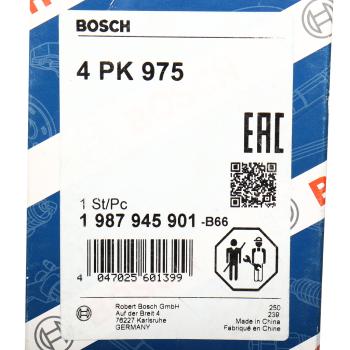 BOSCH
4 PK 975
EAC
1 St/Pc
1 987 945 901 -B66
4 047025 601399
Robert Bosch GmbH
Auf der Breit 4
76227 Karlsruhe
GERMANY
250
239
Made in China
Fabriqué en Chine
BOSCH